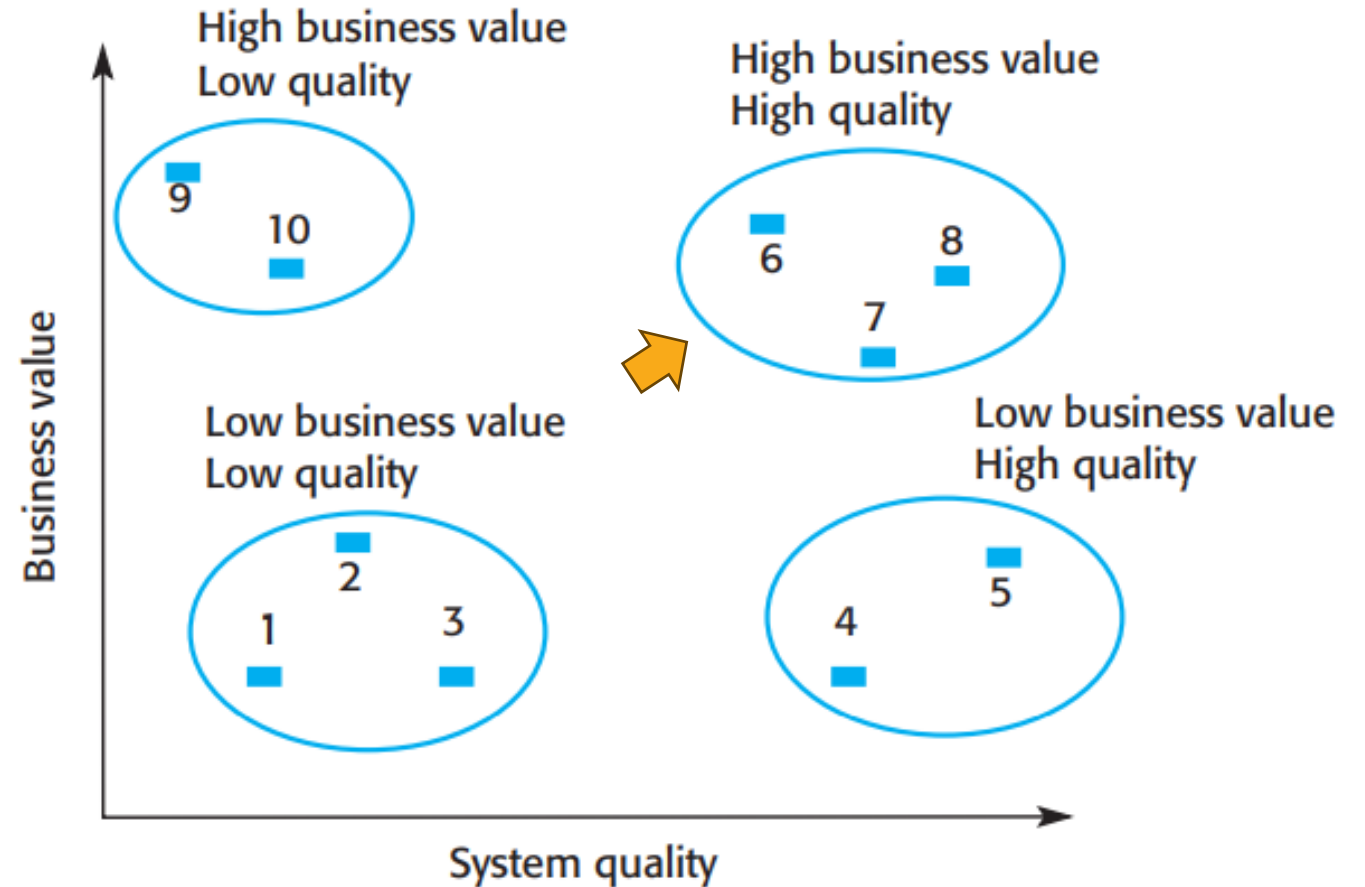 High business value
Low quality
High business value
High quality
9
10
6
8
7
Business value
Low business value
Low quality
Low business value
High quality
2
1
3
5
4
System quality